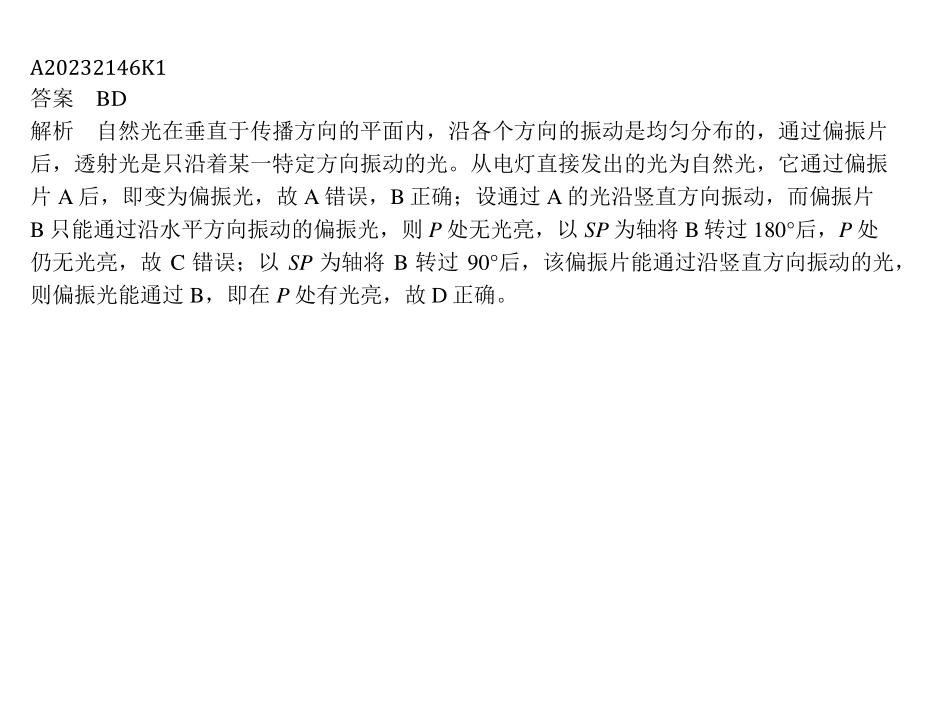 A20232146K1
答案　BD
解析　自然光在垂直于传播方向的平面内，沿各个方向的振动是均匀分布的，通过偏振片
后，透射光是只沿着某一特定方向振动的光。从电灯直接发出的光为自然光，它通过偏振
片 A 后，即变为偏振光，故 A 错误，B 正确；设通过 A 的光沿竖直方向振动，而偏振片
B 只能通过沿水平方向振动的偏振光，则 P 处无光亮，以 SP 为轴将 B 转过 180°后，P 处
仍无光亮，故 C 错误；以 SP 为轴将 B 转过 90°后，该偏振片能通过沿竖直方向振动的光，
则偏振光能通过 B，即在 P 处有光亮，故 D 正确。